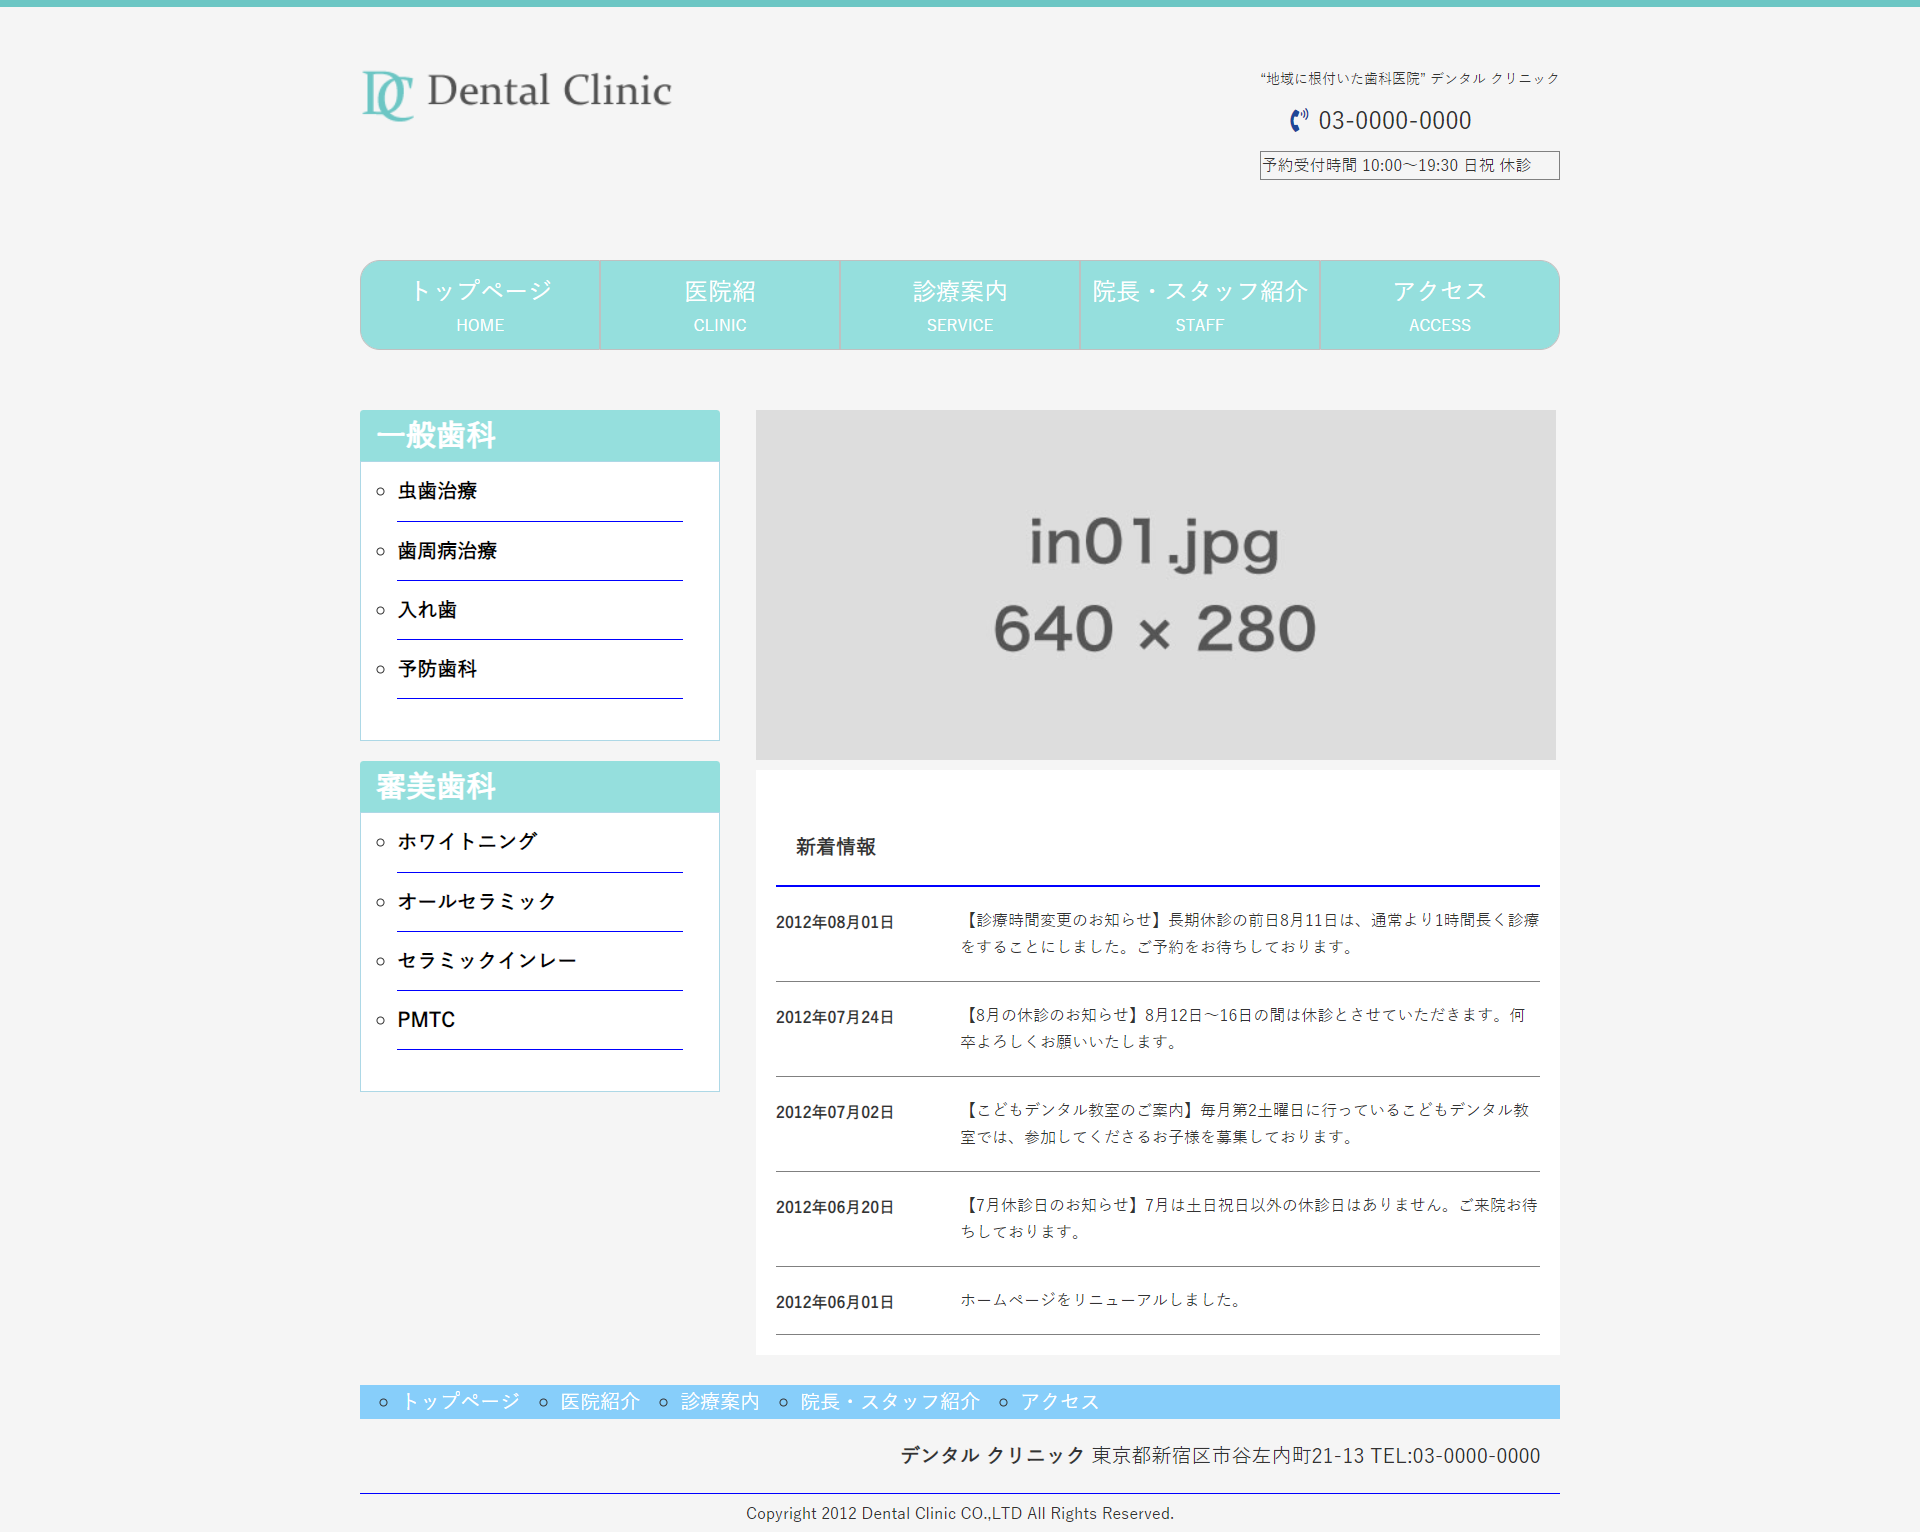 DC Dental Clinic
“地域に根付いた歯科医院” デンタル クリニック
03-0000-0000
予約受付時間 10:00～19:30 日祝 休診
トップページ 医院紹 診療案内 院長・スタッフ紹介 アクセス
HOME CLINIC SERVICE STAFF ACCESS
一般歯科
虫歯治療
歯周病治療
入れ歯
予防歯科
審美歯科
ホワイトニング
オールセラミック
セラミックインレー
PMTC
in01.jpg
640 × 280
新着情報
2012年08月01日 【診療時間変更のお知らせ】長期休診の前日8月11日は、通常より1時間長く診療
をすることにしました。ご予約をお待ちしております。
2012年07月24日 【8月の休診のお知らせ】8月12日～16日の間は休診とさせていただきます。何
卒よろしくお願いいたします。
2012年07月02日 【こどもデンタル教室のご案内】毎月第2土曜日に行っているこどもデンタル教
室では、参加してくださるお子様を募集しております。
2012年06月20日 【7月休診日のお知らせ】7月は土日祝日以外の休診日はありません。ご来院お待
ちしております。
2012年06月01日 ホームページをリニューアルしました。
トップページ 医院紹介 診療案内 院長・スタッフ紹介 アクセス
デンタル クリニック 東京都新宿区市谷左内町21-13 TEL:03-0000-0000
Copyright 2012 Dental Clinic CO.,LTD All Rights Reserved.